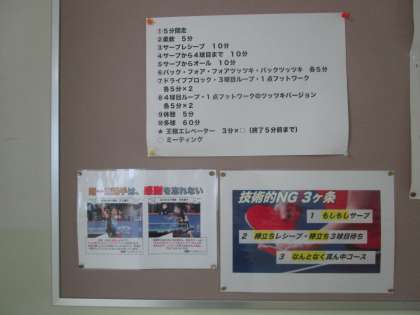 ①5分間走
②柔軟 5分
③サーブレシーブ 10分
④サーブから4球目まで 10分
⑤サーブからオール 10分
⑥バック・フォア・フォアツッツキ・バックツッツキ 各5分
⑦ドライブブロック・3球目ループ・1点フットワーク
各5分×2
⑧4球目ループ・1点フットワークのツッツキバージョン
各5分×2
⑨休憩 5分
⑩多球 60分
★ 王様エレベーター 3分×○ (終了5分前まで)
○ ミーティング
は、感謝を忘れない
技術的NG 3ヶ条
1 もしもしサーブ
2 棒立ちレシーブ・棒立ち3球目待ち
3 なんとなく真ん中コース